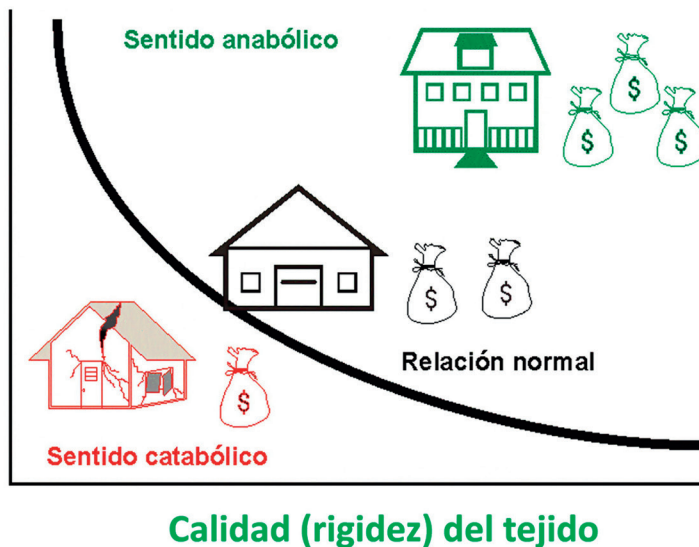 Sentido anabólico
$
$ $
$ $
Relación normal
$
Sentido catabólico
Calidad (rigidez) del tejido